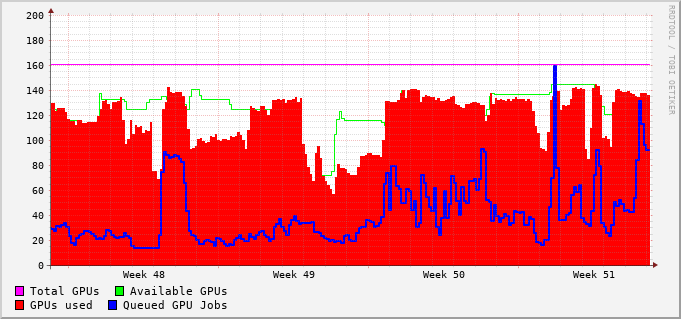 200
180
160
140
120
100
80
60
40
20
0
Week 48 Week 49 Week 50 Week 51
Total GPUs Available GPUs
GPUs used Queued GPU Jobs
RRDTOOL / TOBI OETIKER